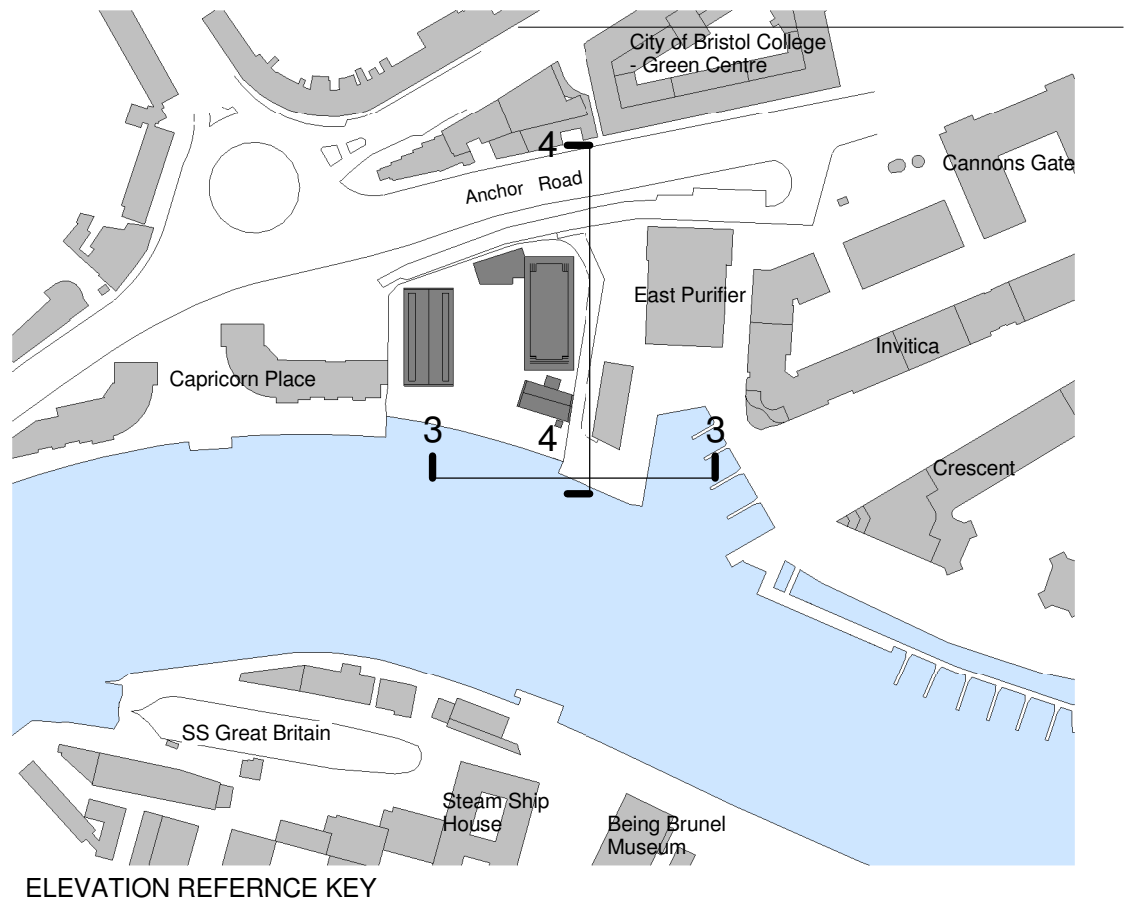 City of Bristol College
- Green Centre
4
Cannons Gate
Anchor Road
East Purifier
Invitica
Capricorn Place
3
4
3
Crescent
SS Great Britain
Steam Ship
House
Being Brunel
Museum
ELEVATION REFERNCE KEY